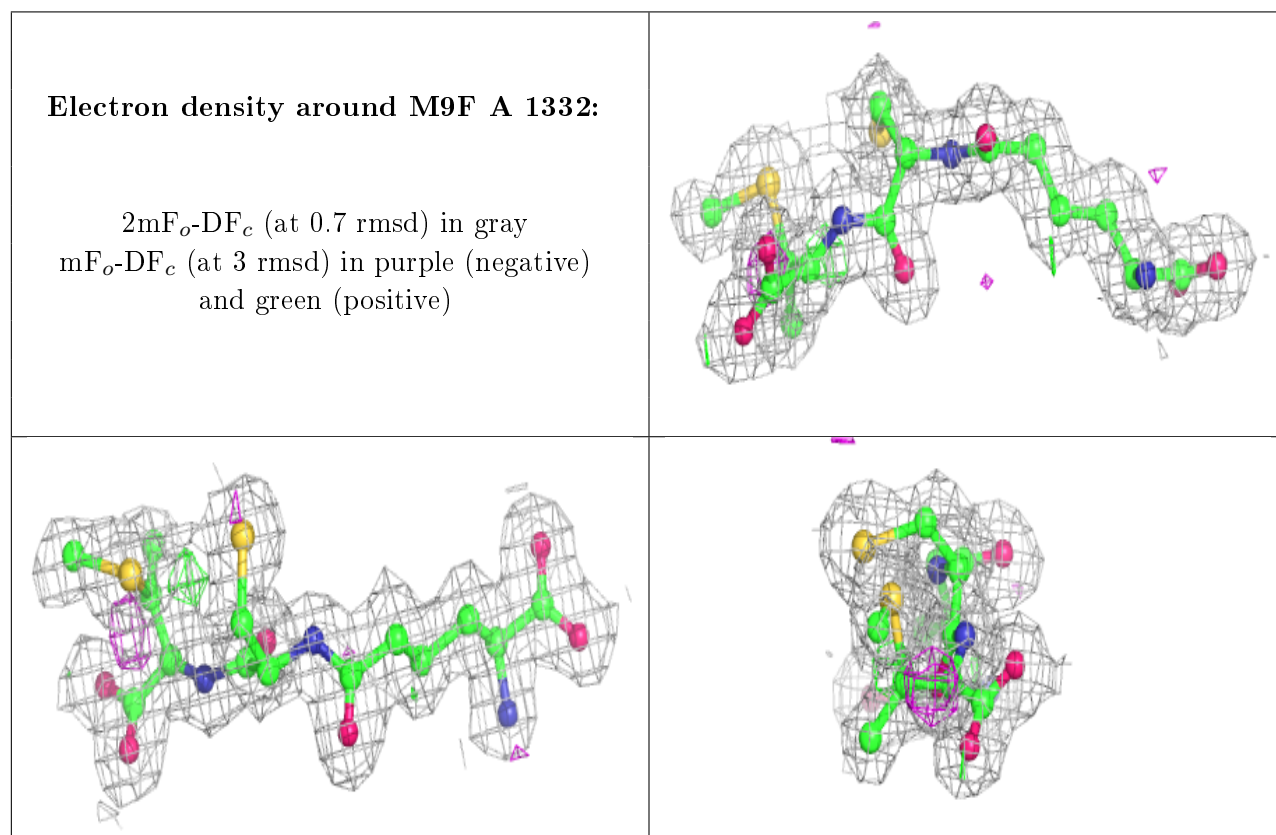 Electron density around M9F A 1332:
2mFₒ-DF𝑐 (at 0.7 rmsd) in gray
mFₒ-DF𝑐 (at 3 rmsd) in purple (negative)
and green (positive)